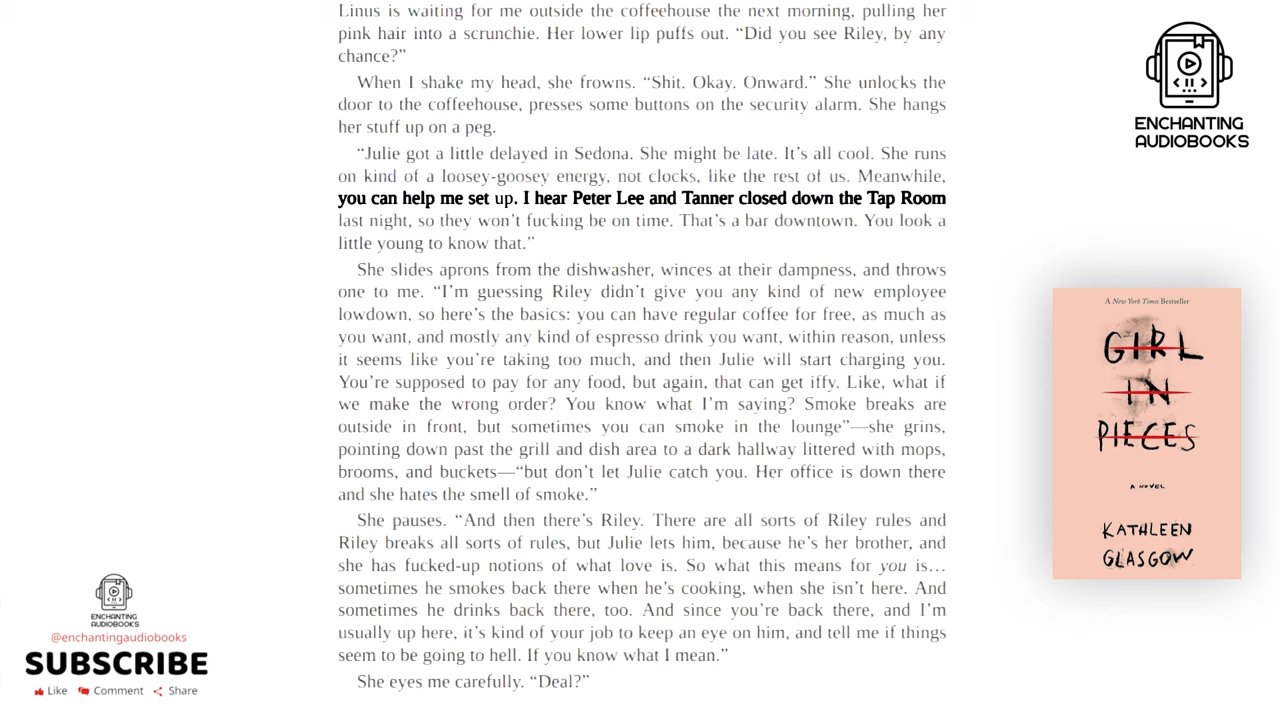 Linus is waiting for me outside the coffeehouse the next morning, pulling her
pink hair into a scrunchie. Her lower lip puffs out. “Did you see Riley, by any
chance?”
When I shake my head, she frowns. “Shit. Okay. Onward.” She unlocks the
door to the coffeehouse, presses some buttons on the security alarm. She hangs
her stuff up on a peg.
“Julie got a little delayed in Sedona. She might be late. It’s all cool. She runs
on kind of a loosey-goosey energy, not clocks, like the rest of us. Meanwhile,
you can help me set up. I hear Peter Lee and Tanner closed down the Tap Room
last night, so they won’t fucking be on time. That’s a bar downtown. You look a
little young to know that.”
She slides aprons from the dishwasher, winces at their dampness, and throws
one to me. “I’m guessing Riley didn’t give you any kind of new employee
lowdown, so here’s the basics: you can have regular coffee for free, as much as
you want, and mostly any kind of espresso drink you want, within reason, unless
it seems like you’re taking too much, and then Julie will start charging you.
You’re supposed to pay for any food, but again, that can get iffy. Like, what if
we make the wrong order? You know what I’m saying? Smoke breaks are
outside in front, but sometimes you can smoke in the lounge”—she grins,
pointing down past the grill and dish area to a dark hallway littered with mops,
brooms, and buckets—“but don’t let Julie catch you. Her office is down there
and she hates the smell of smoke.”
She pauses. “And then there’s Riley. There are all sorts of Riley rules and
Riley breaks all sorts of rules, but Julie lets him, because he’s her brother, and
she has fucked-up notions of what love is. So what this means for you is…
sometimes he smokes back there when he’s cooking, when she isn’t here. And
sometimes he drinks back there, too. And since you’re back there, and I’m
usually up here, it’s kind of your job to keep an eye on him, and tell me if things
seem to be going to hell. If you know what I mean.”
She eyes me carefully. “Deal?”
ENCHANTING
AUDIOBOOKS
A New York Times Bestseller
GIRL
IN
PIECES
A NOVEL
KATHLEEN
GLASGOW
ENCHANTING
AUDIOBOOKS
@enchantingaudiobooks
SUBSCRIBE
Like Comment Share